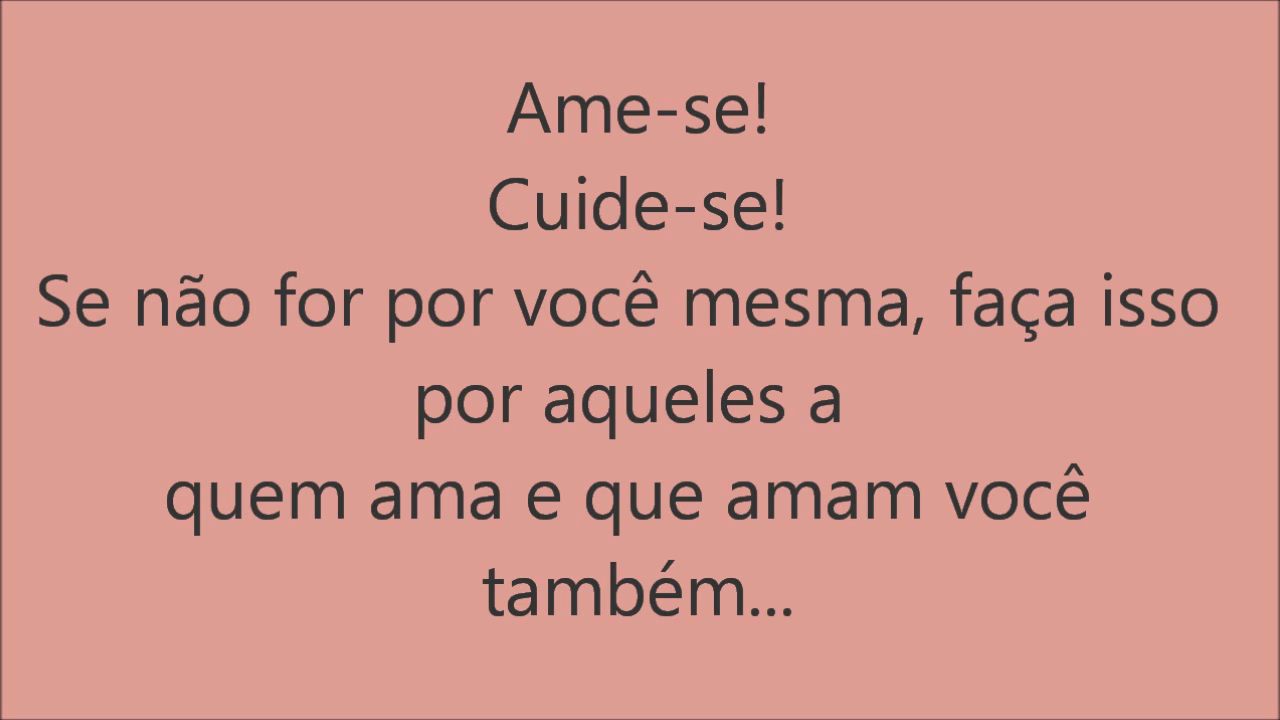 Ame-se!
Cuide-se!
Se não for por você mesma, faça isso
por aqueles a
quem ama e que amam você
também...